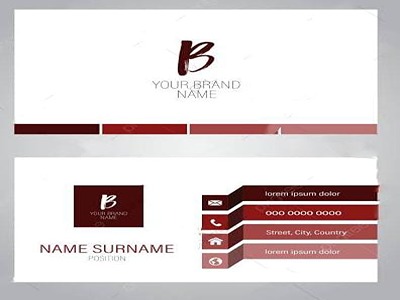 B
YOUR BRAND
NAME
B
YOUR BRAND
NAME
NAME SURNAME
POSITION
lorem ipsum dolor
000 0000 0000
Street, City, Country
lorem ipsum dolor